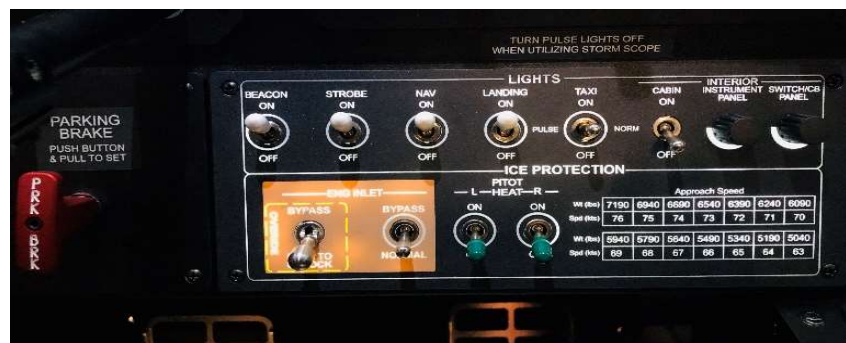 TURN PULSE LIGHTS OFF
WHEN UTILIZING STORM SCOPE
LIGHTS
BEACON STROBE NAV LANDING TAXI CABIN INTERIOR INSTRUMENT PANEL SWITCH/CB PANEL
ON ON ON ON ON ON
PULSE NORM
OFF OFF OFF OFF OFF OFF
PARKING
BRAKE
PUSH BUTTON
& PULL TO SET
PRK BRK
ICE PROTECTION
ENG INLET
BYPASS BYPASS
TO NORMAL
PITOT
L HEAT R
ON ON
Approach Speed
Wt (lbs) 7190 6940 6690 6540 6390 6240 6090
Spd (kts) 76 75 74 73 72 71 70
Wt (lbs) 5940 5790 5640 5490 5340 5190 5040
Spd (kts) 69 68 67 66 65 64 63